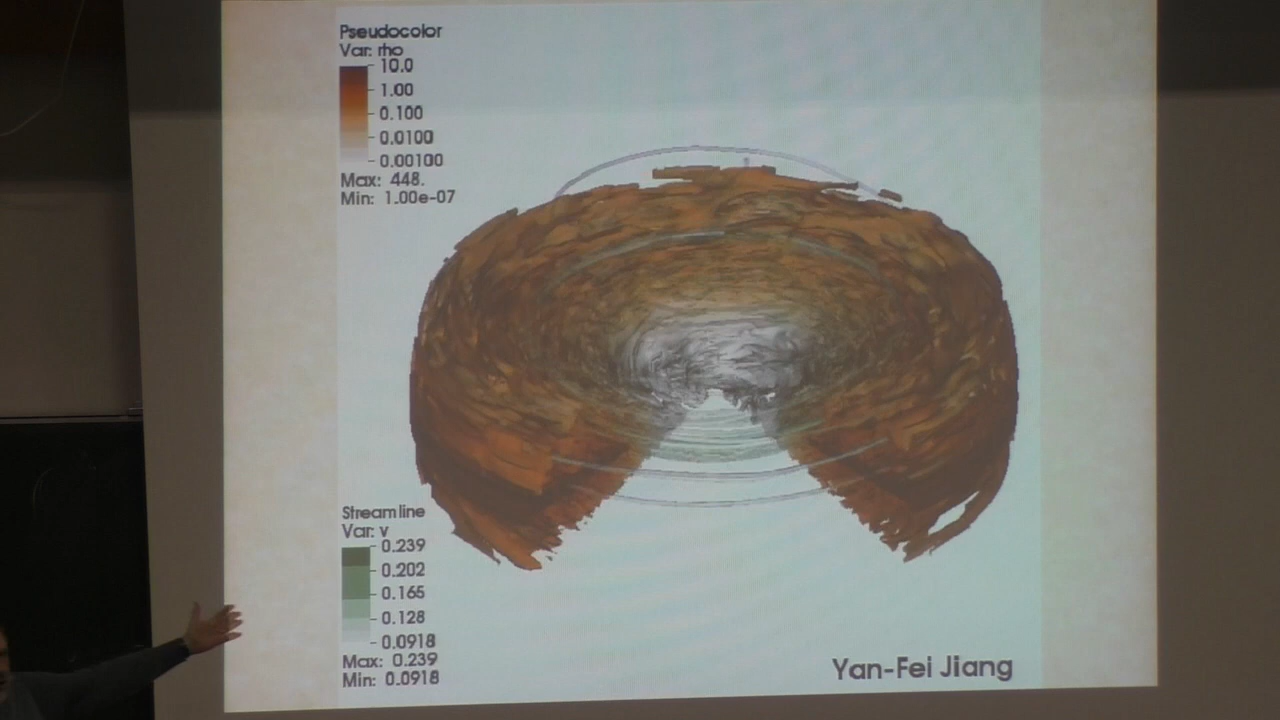 Pseudocolor
Var: rho
10.0
1.00
0.100
0.0100
0.00100
Max: 448.
Min: 1.00e-07
Streamline
Var: v
0.239
0.202
0.165
0.128
0.0918
Max: 0.239
Min: 0.0918
Yan-Fei Jiang